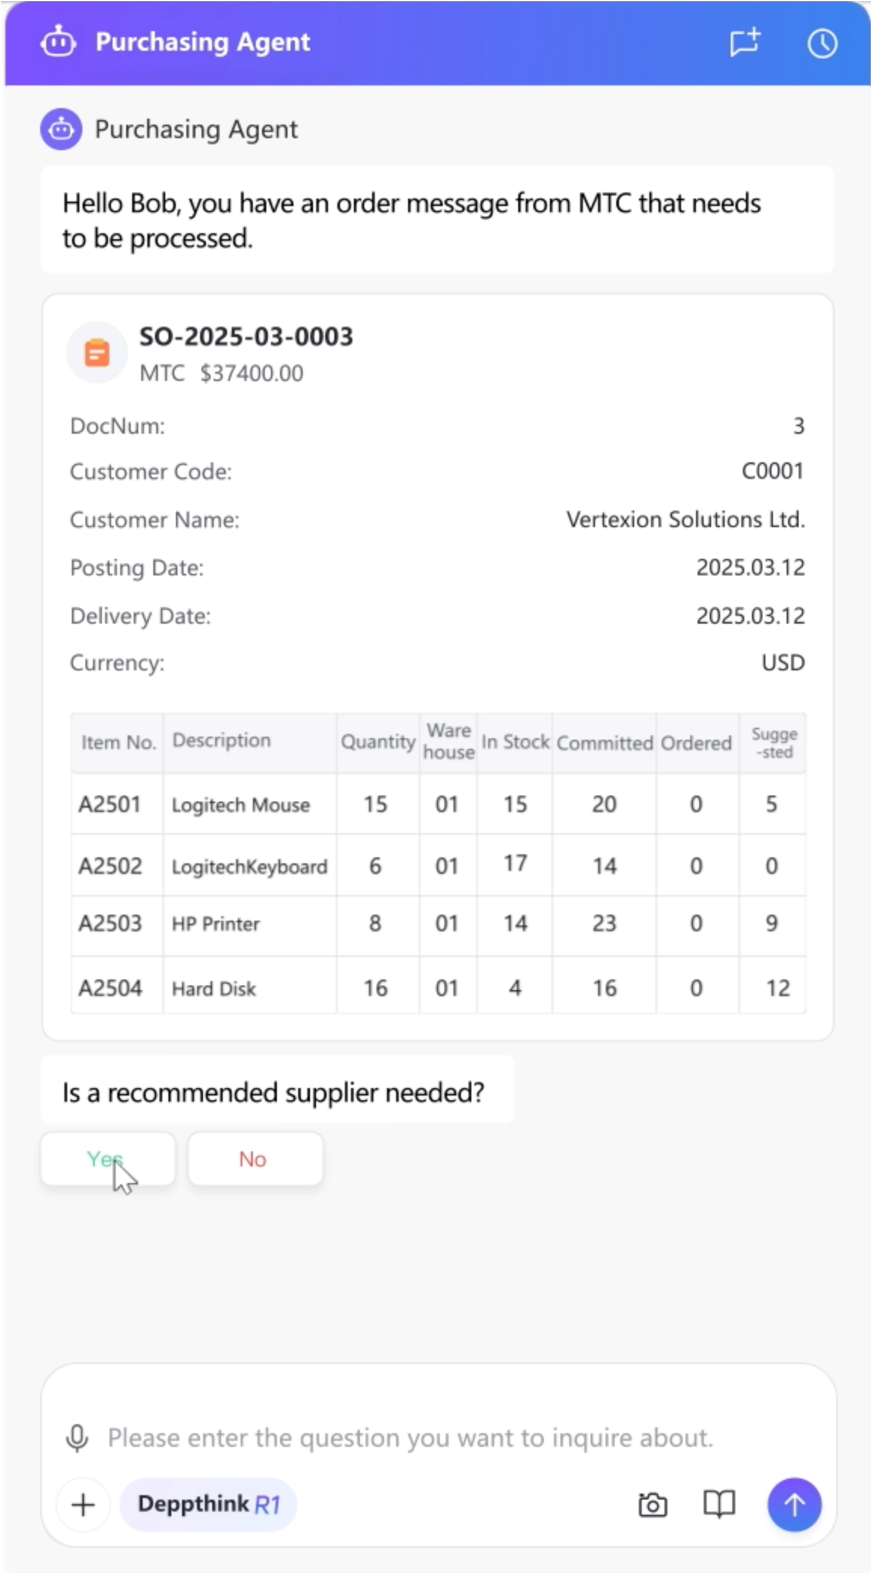 Purchasing Agent
Purchasing Agent
Hello Bob, you have an order message from MTC that needs
to be processed.
SO-2025-03-0003
MTC $37400.00
DocNum: 3
Customer Code: C0001
Customer Name: Vertexion Solutions Ltd.
Posting Date: 2025.03.12
Delivery Date: 2025.03.12
Currency: USD
Item No. Description Quantity Ware house In Stock Committed Ordered Sugge -sted
A2501 Logitech Mouse 15 01 15 20 0 5
A2502 LogitechKeyboard 6 01 17 14 0 0
A2503 HP Printer 8 01 14 23 0 9
A2504 Hard Disk 16 01 4 16 0 12
Is a recommended supplier needed?
Yes No
Please enter the question you want to inquire about.
Deppthink R1